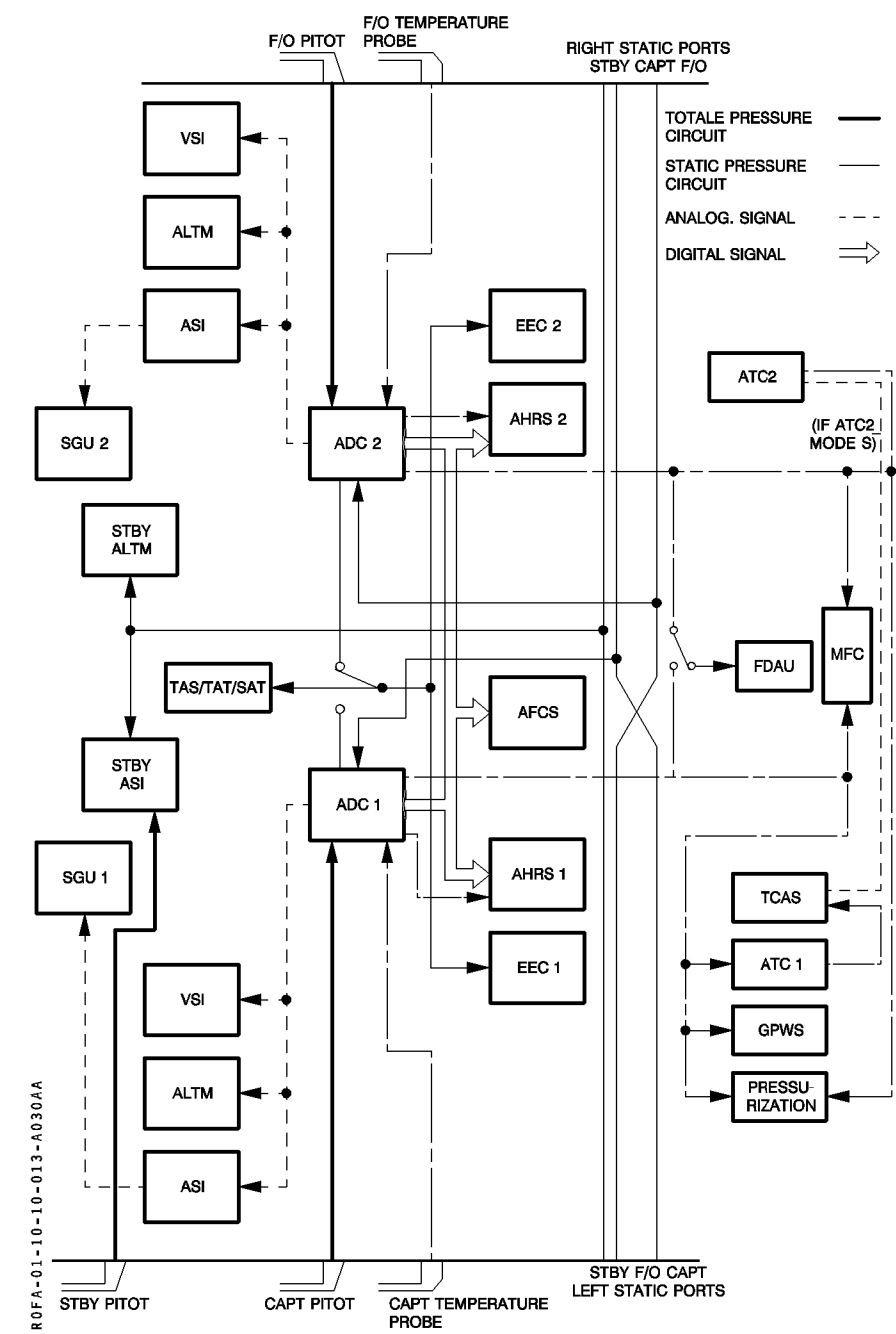 F/O TEMPERATURE
PROBE
F/O PITOT
RIGHT STATIC PORTS
STBY CAPT F/O
TOTALE PRESSURE
CIRCUIT
STATIC PRESSURE
CIRCUIT
ANALOG. SIGNAL
DIGITAL SIGNAL
VSI
ALTM
ASI
EEC 2
ATC2
SGU 2
ADC 2
AHRS 2
(IF ATC2
MODE S)
STBY
ALTM
TAS/TAT/SAT
FDAU
MFC
AFCS
STBY
ASI
ADC 1
SGU 1
AHRS 1
TCAS
EEC 1
ATC 1
VSI
GPWS
ALTM
PRESSU-
RIZATION
ASI
R0FA-01-10-10-013-A030AA
STBY PITOT
CAPT PITOT
CAPT TEMPERATURE
PROBE
STBY F/O CAPT
LEFT STATIC PORTS